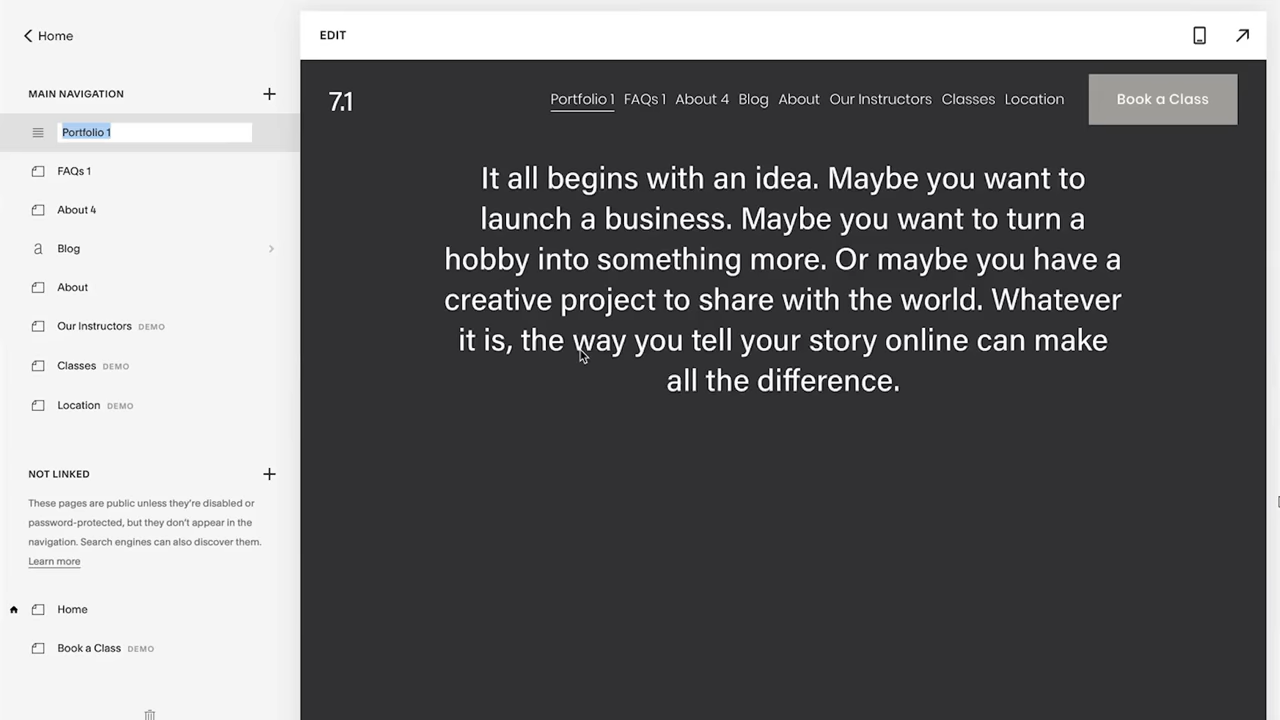 Home
EDIT
MAIN NAVIGATION
7.1
Portfolio 1 FAQs 1 About 4 Blog About Our Instructors Classes Location
Book a Class
Portfolio 1
FAQs 1
About 4
Blog
About
Our Instructors DEMO
Classes DEMO
Location DEMO
It all begins with an idea. Maybe you want to
launch a business. Maybe you want to turn a
hobby into something more. Or maybe you have a
creative project to share with the world. Whatever
it is, the way you tell your story online can make
all the difference.
NOT LINKED
These pages are public unless they’re disabled or
password-protected, but they don’t appear in the
navigation. Search engines can also discover them.
Learn more
Home
Book a Class DEMO